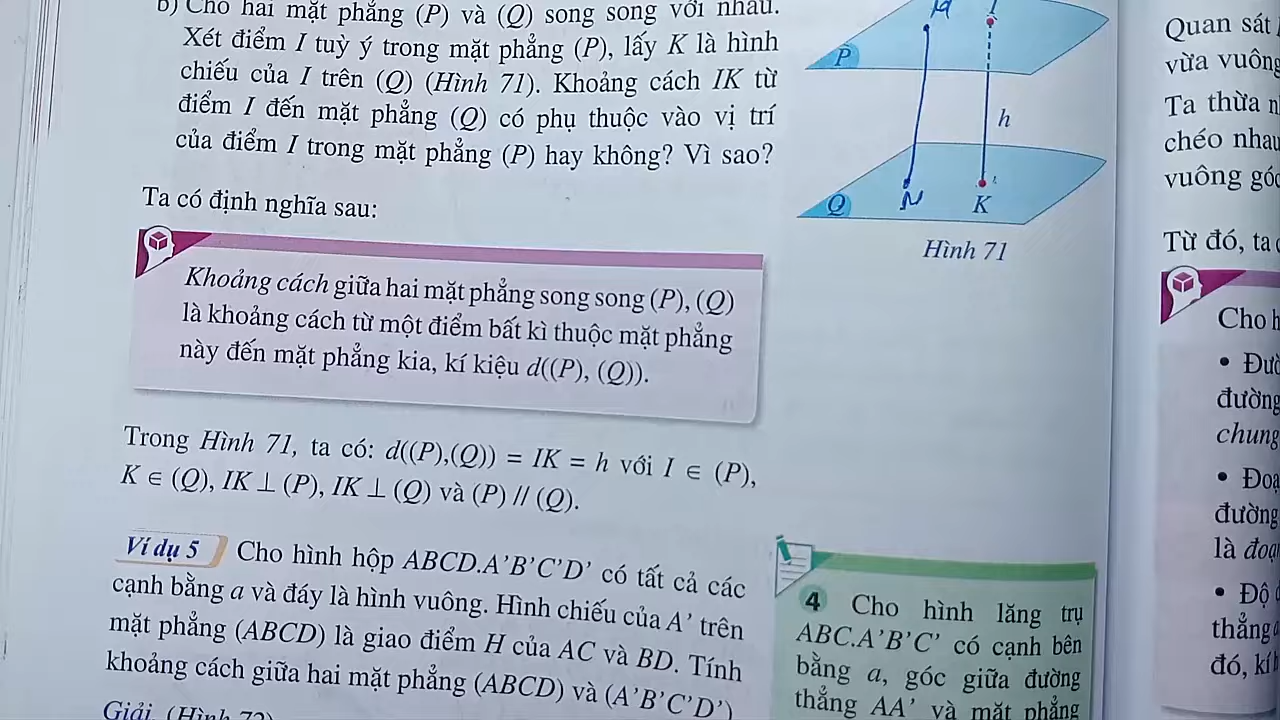 b) Cho hai mặt phẳng (P) và (Q) song song với nhau.
Xét điểm I tuỳ ý trong mặt phẳng (P), lấy K là hình
chiếu của I trên (Q) (Hình 71). Khoảng cách IK từ
điểm I đến mặt phẳng (Q) có phụ thuộc vào vị trí
của điểm I trong mặt phẳng (P) hay không? Vì sao?
P
h
Q
N
K
Hình 71
Ta có định nghĩa sau:
Khoảng cách giữa hai mặt phẳng song song (P), (Q)
là khoảng cách từ một điểm bất kì thuộc mặt phẳng
này đến mặt phẳng kia, kí kiệu d((P), (Q)).
Trong Hình 71, ta có: d((P),(Q)) = IK = h với I ∈ (P),
K ∈ (Q), IK ⊥ (P), IK ⊥ (Q) và (P) // (Q).
Ví dụ 5 Cho hình hộp ABCD.A’B’C’D’ có tất cả các
cạnh bằng a và đáy là hình vuông. Hình chiếu của A’ trên
mặt phẳng (ABCD) là giao điểm H của AC và BD. Tính
khoảng cách giữa hai mặt phẳng (ABCD) và (A’B’C’D’)
Giải. (Hình 72)
4 Cho hình lăng trụ
ABC.A’B’C’ có cạnh bên
bằng a, góc giữa đường
thẳng AA’ và mặt phẳng
Quan sát
vừa vuông
Ta thừa
chéo nhau
vuông góc
Từ đó, ta
Cho
đường
chung
đường
là đoạn
• Độ
thẳng
đó, kí